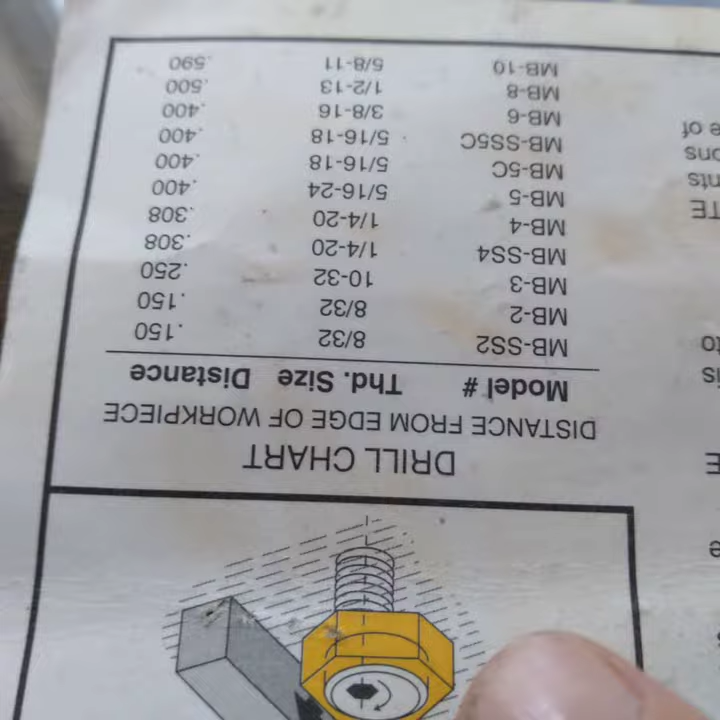 DRILL CHART
DISTANCE FROM EDGE OF WORKPIECE
Model # Thd. Size Distance
MB-SS2 8/32 .150
MB-2 8/32 .150
MB-3 10-32 .250
MB-SS4 1/4-20 .308
MB-4 1/4-20 .308
MB-5 5/16-24 .400
MB-5C 5/16-18 .400
MB-SS5C 5/16-18 .400
MB-6 3/8-16 .400
MB-8 1/2-13 .500
MB-10 5/8-11 .590